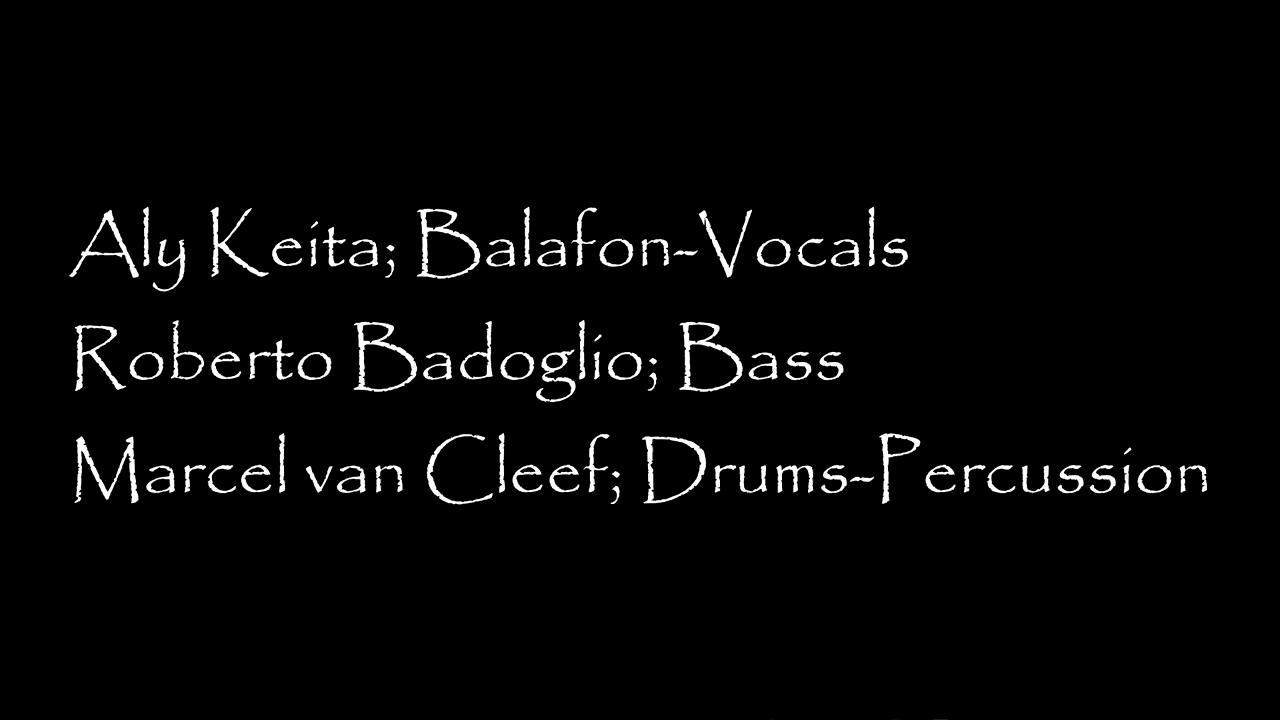 Aly Keita; Balafon-Vocals
Roberto Badoglio; Bass
Marcel van Cleef; Drums-Percussion